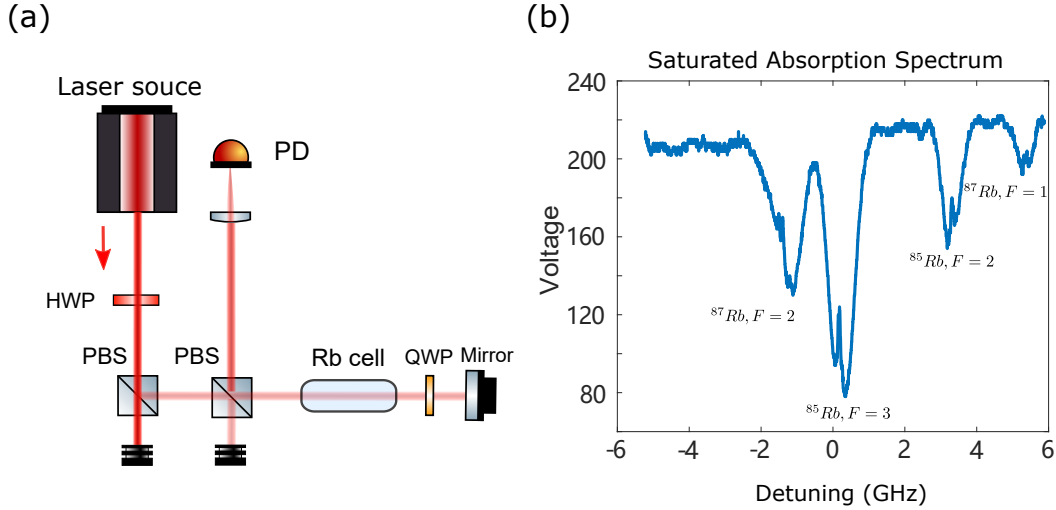 (a)
Laser souce
PD
HWP
PBS
PBS
Rb cell
QWP
Mirror
(b)
Saturated Absorption Spectrum
240
200
160
120
80
Voltage
-6
-4
-2
0
2
4
6
Detuning (GHz)
⁸⁷Rb, F = 2
⁸⁵Rb, F = 3
⁸⁵Rb, F = 2
⁸⁷Rb, F = 1